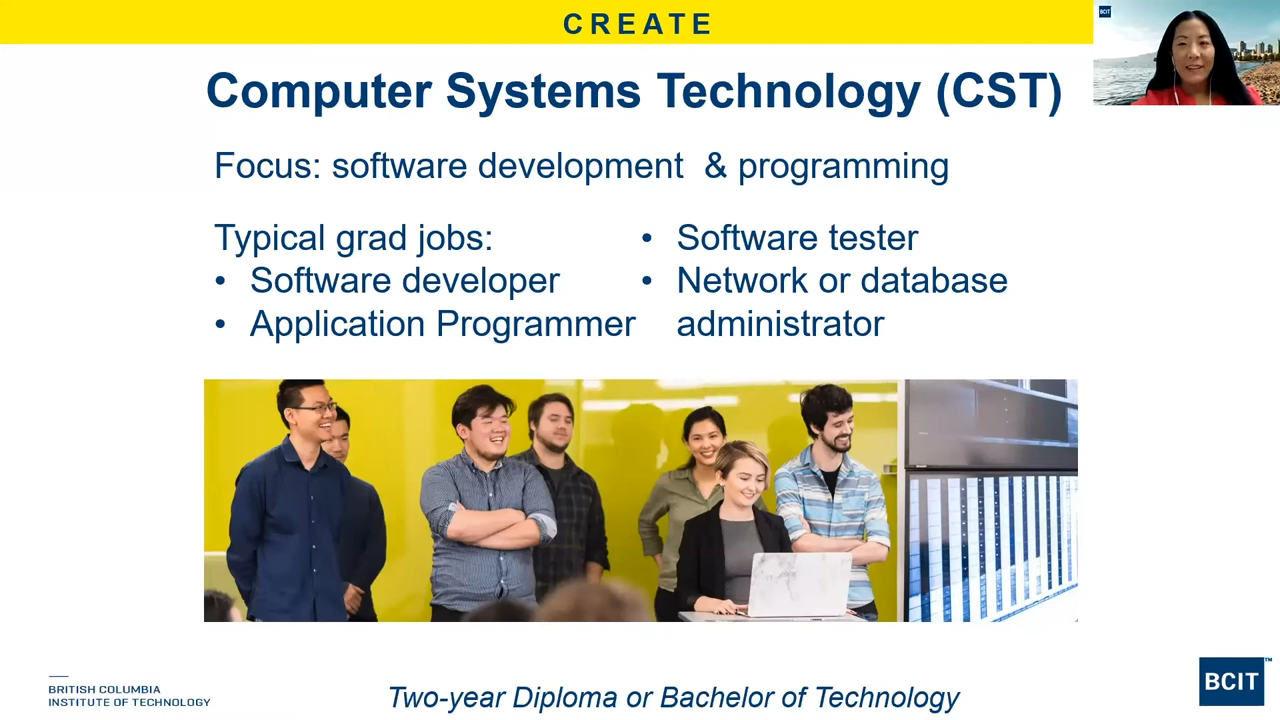 CREATE
BCIT
Computer Systems Technology (CST)
Focus: software development & programming
Typical grad jobs:
• Software developer
• Application Programmer
• Software tester
• Network or database
administrator
BRITISH COLUMBIA
INSTITUTE OF TECHNOLOGY
Two-year Diploma or Bachelor of Technology
BCIT™